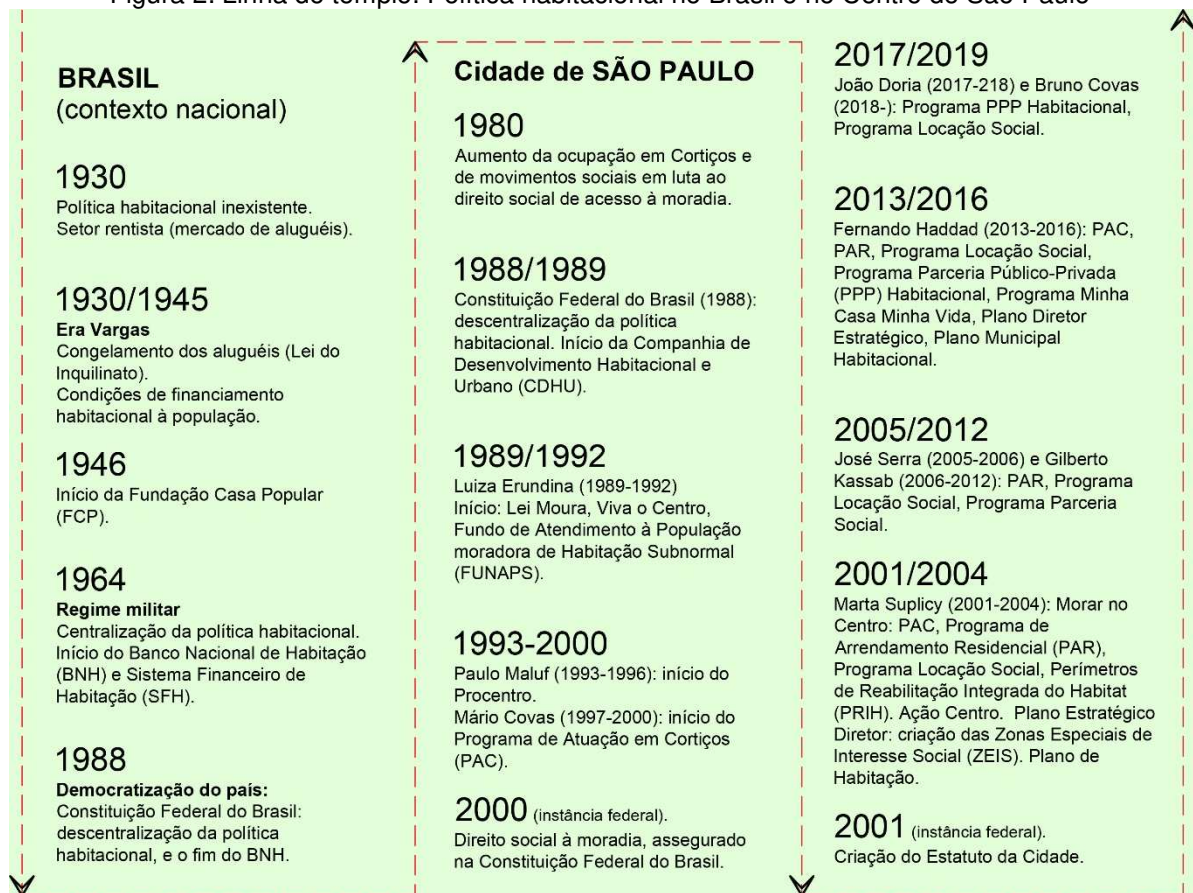 Figura 2. Linha do tempo: Política habitacional no Brasil e no Centro de São Paulo
BRASIL
(contexto nacional)
1930
Política habitacional inexistente.
Setor rentista (mercado de aluguéis).
1930/1945
Era Vargas
Congelamento dos aluguéis (Lei do
Inquilinato).
Condições de financiamento
habitacional à população.
1946
Início da Fundação Casa Popular
(FCP).
1964
Regime militar
Centralização da política habitacional.
Início do Banco Nacional de Habitação
(BNH) e Sistema Financeiro de
Habitação (SFH).
1988
Democratização do país:
Constituição Federal do Brasil:
descentralização da política
habitacional, e o fim do BNH.
Cidade de SÃO PAULO
1980
Aumento da ocupação em Cortiços e
de movimentos sociais em luta ao
direito social de acesso à moradia.
1988/1989
Constituição Federal do Brasil (1988):
descentralização da política
habitacional. Início da Companhia de
Desenvolvimento Habitacional e
Urbano (CDHU).
1989/1992
Luiza Erundina (1989-1992)
Início: Lei Moura, Viva o Centro,
Fundo de Atendimento à População
moradora de Habitação Subnormal
(FUNAPS).
1993-2000
Paulo Maluf (1993-1996): início do
Procentro.
Mário Covas (1997-2000): início do
Programa de Atuação em Cortiços
(PAC).
2000 (instância federal).
Direito social à moradia, assegurado
na Constituição Federal do Brasil.
2017/2019
João Doria (2017-218) e Bruno Covas
(2018-): Programa PPP Habitacional,
Programa Locação Social.
2013/2016
Fernando Haddad (2013-2016): PAC,
PAR, Programa Locação Social,
Programa Parceria Público-Privada
(PPP) Habitacional, Programa Minha
Casa Minha Vida, Plano Diretor
Estratégico, Plano Municipal
Habitacional.
2005/2012
José Serra (2005-2006) e Gilberto
Kassab (2006-2012): PAR, Programa
Locação Social, Programa Parceria
Social.
2001/2004
Marta Suplicy (2001-2004): Morar no
Centro: PAC, Programa de
Arrendamento Residencial (PAR),
Programa Locação Social, Perímetros
de Reabilitação Integrada do Habitat
(PRIH). Ação Centro. Plano Estratégico
Diretor: criação das Zonas Especiais de
Interesse Social (ZEIS). Plano de
Habitação.
2001 (instância federal).
Criação do Estatuto da Cidade.